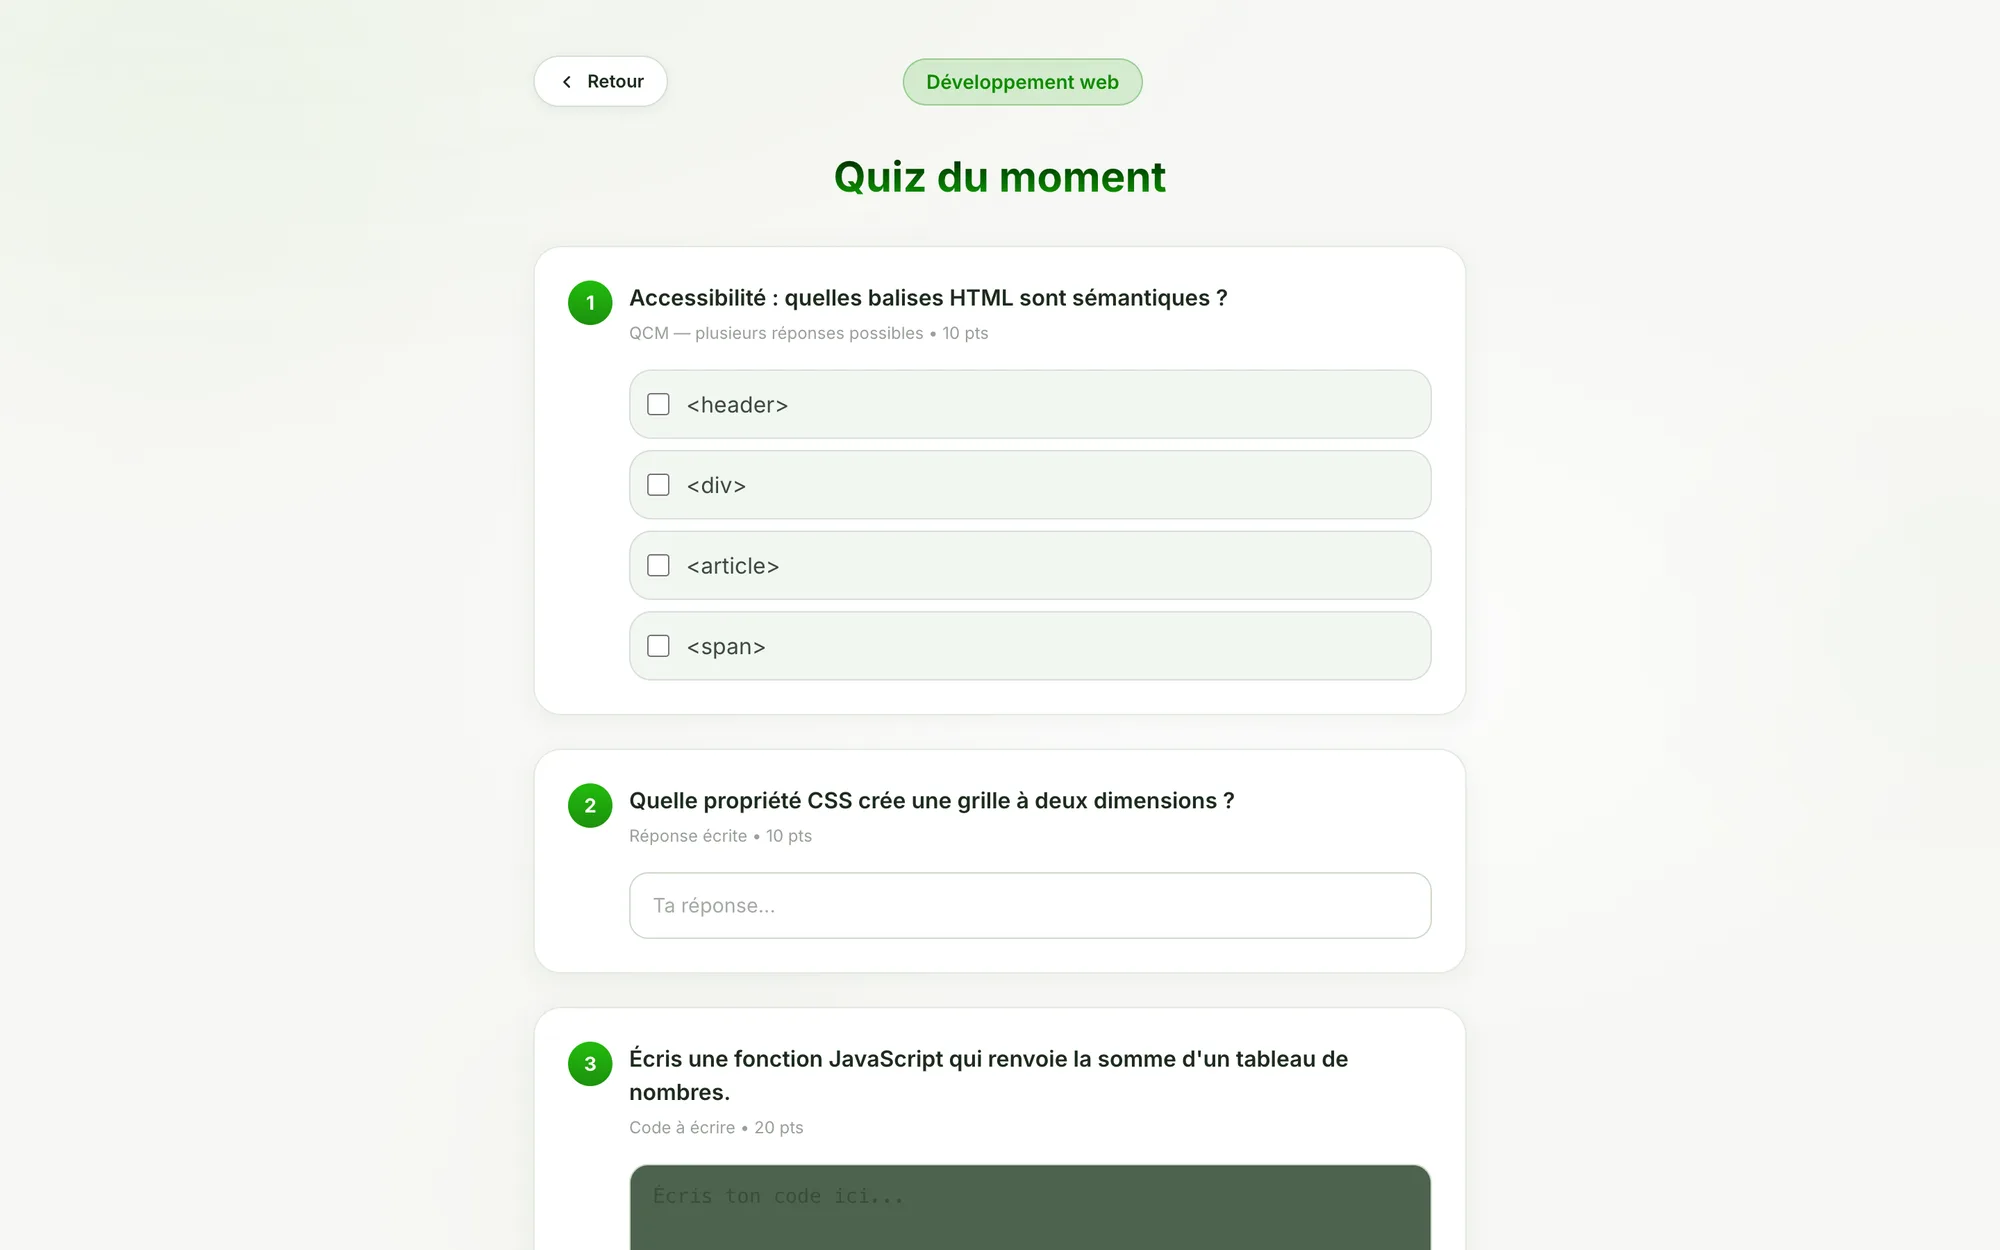 Retour
Développement web
Quiz du moment
1
Accessibilité : quelles balises HTML sont sémantiques ?
QCM — plusieurs réponses possibles • 10 pts
<header>
<div>
<article>
<span>
2
Quelle propriété CSS crée une grille à deux dimensions ?
Réponse écrite • 10 pts
Ta réponse...
3
Écris une fonction JavaScript qui renvoie la somme d'un tableau de
nombres.
Code à écrire • 20 pts
Écris ton code ici...